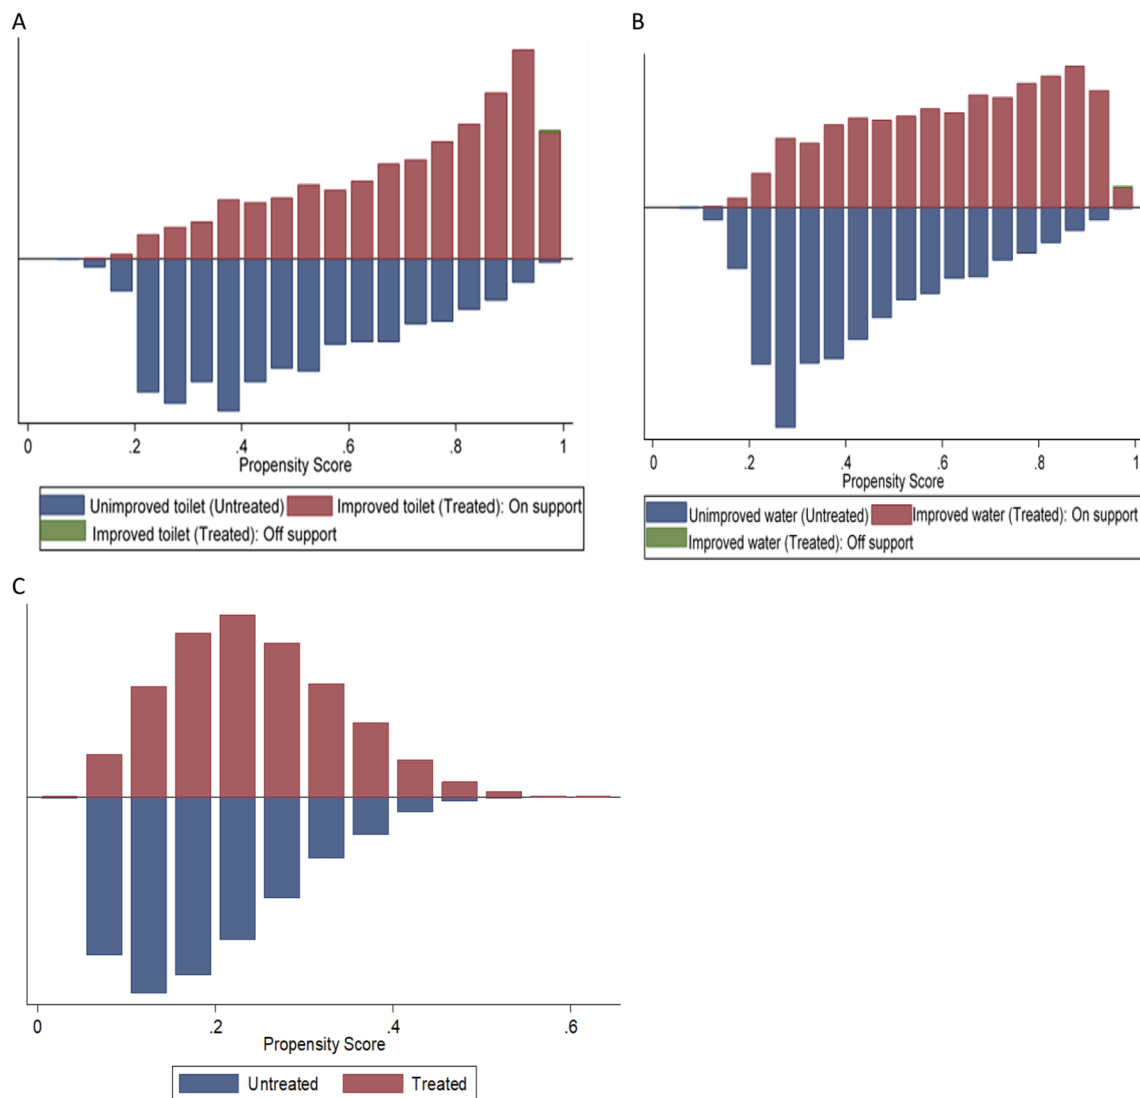 A
0 .2 .4 .6 .8 1
Propensity Score
Unimproved toilet (Untreated) Improved toilet (Treated): On support
Improved toilet (Treated): Off support
B
0 .2 .4 .6 .8 1
Propensity Score
Unimproved water (Untreated) Improved water (Treated): On support
Improved water (Treated): Off support
C
0 .2 .4 .6
Propensity Score
Untreated Treated